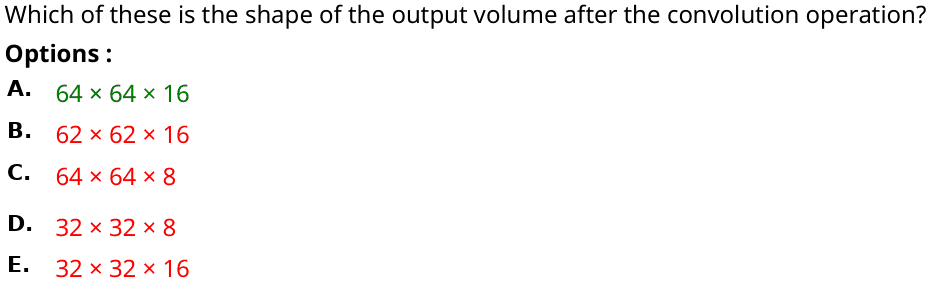 Which of these is the shape of the output volume after the convolution operation?
Options :
A. 64 × 64 × 16
B. 62 × 62 × 16
C. 64 × 64 × 8
D. 32 × 32 × 8
E. 32 × 32 × 16